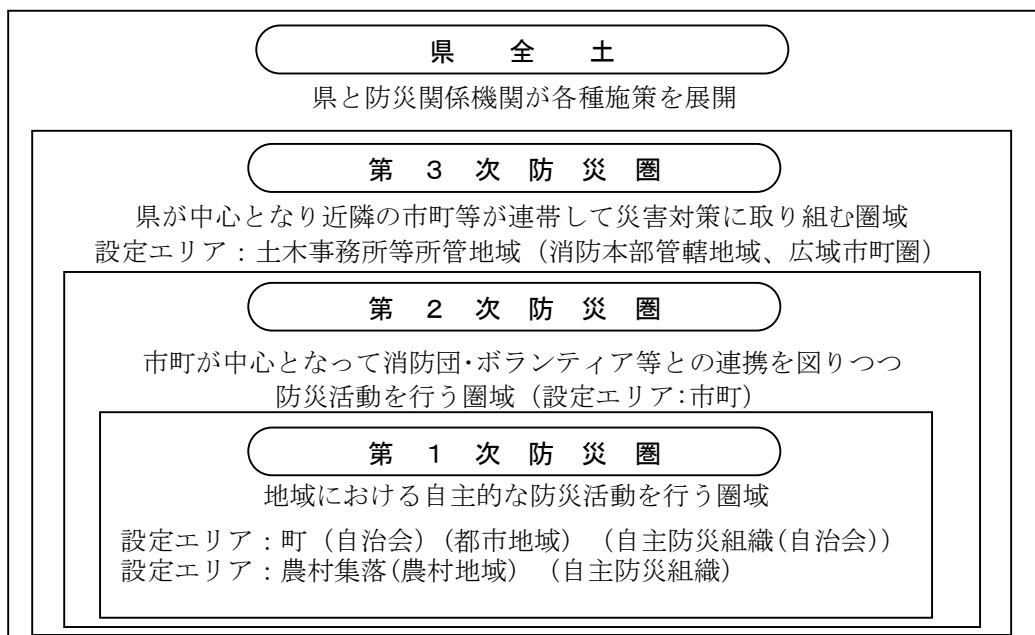 県　全　土
県と防災関係機関が各種施策を展開
第　３　次　防　災　圏
県が中心となり近隣の市町等が連帯して災害対策に取り組む圏域
設定エリア：土木事務所等所管地域（消防本部管轄地域、広域市町圏）
第　２　次　防　災　圏
市町が中心となって消防団・ボランティア等との連携を図りつつ
防災活動を行う圏域（設定エリア：市町）
第　１　次　防　災　圏
地域における自主的な防災活動を行う圏域
設定エリア：町（自治会）（都市地域）　（自主防災組織（自治会））
設定エリア：農村集落（農村地域）　（自主防災組織）